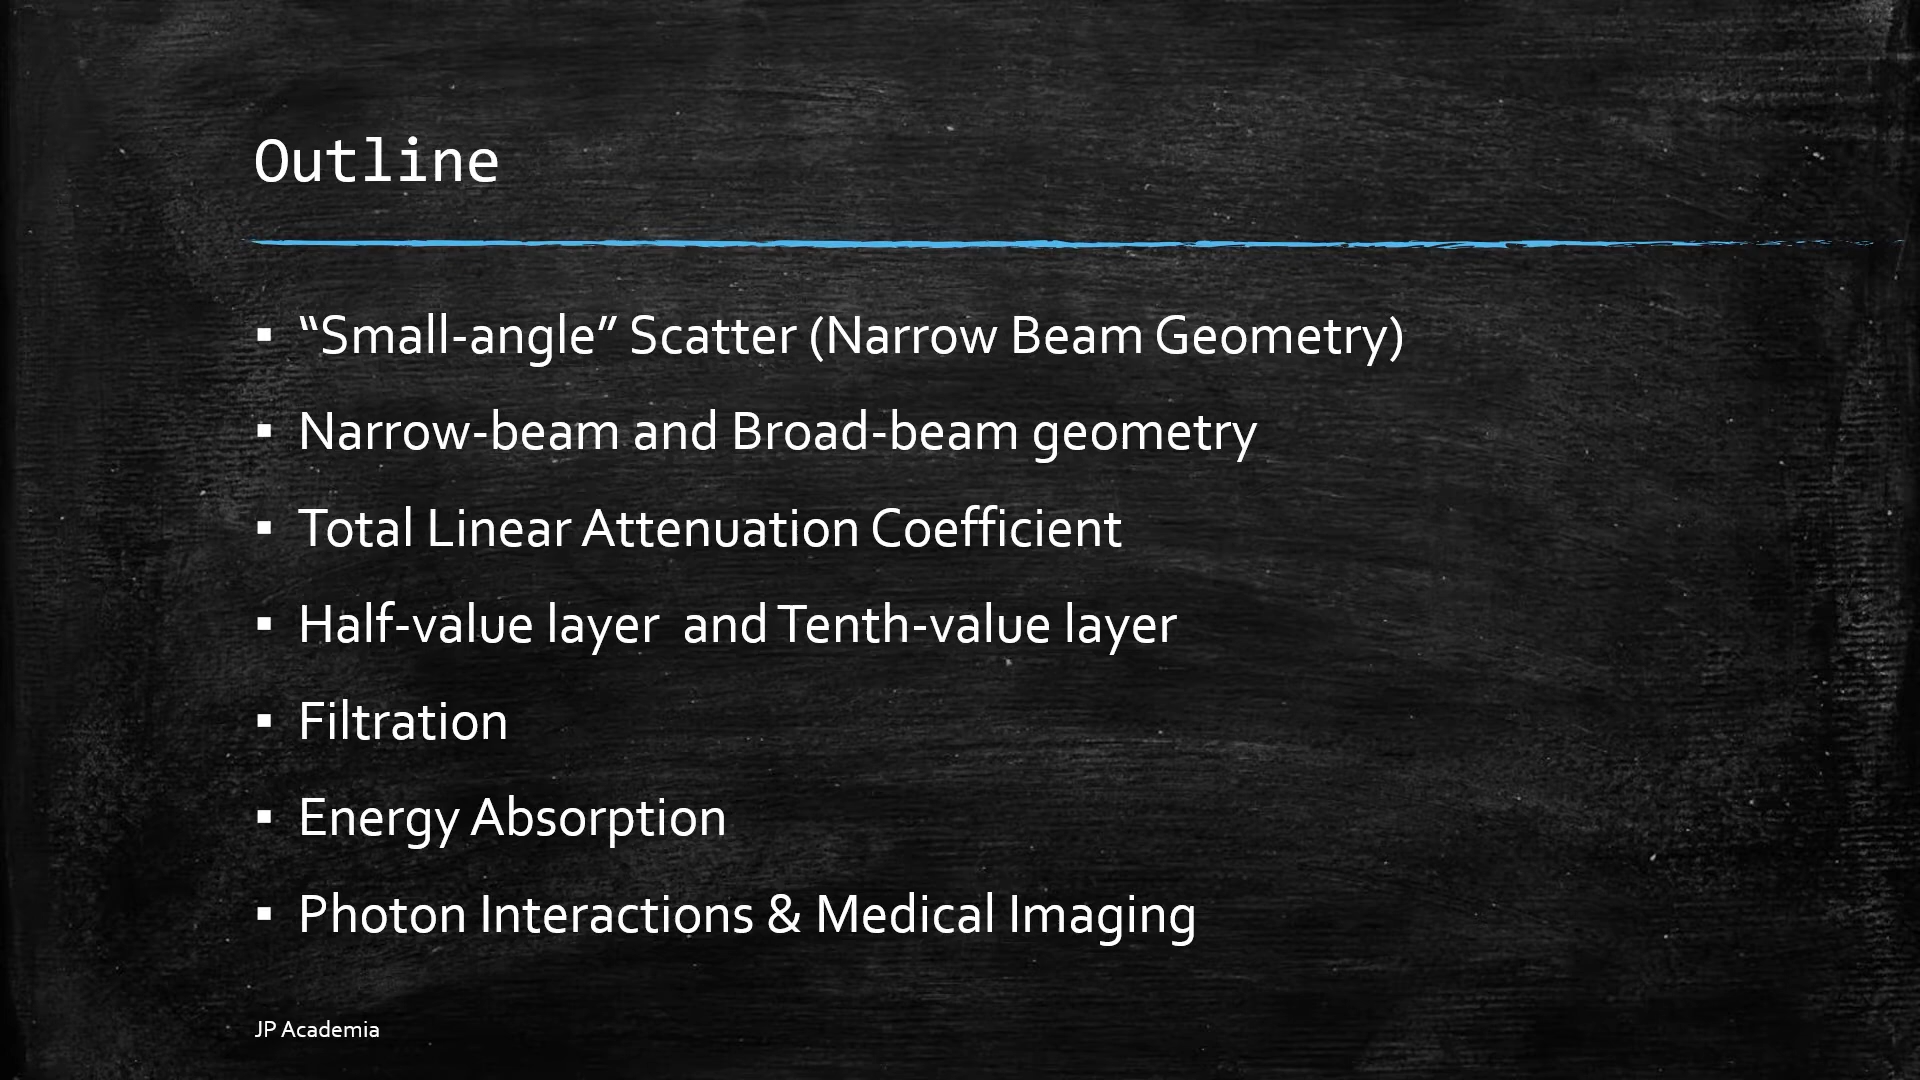 Outline
▪ “Small-angle” Scatter (Narrow Beam Geometry)
▪ Narrow-beam and Broad-beam geometry
▪ Total Linear Attenuation Coefficient
▪ Half-value layer  and Tenth-value layer
▪ Filtration
▪ Energy Absorption
▪ Photon Interactions & Medical Imaging
JP Academia